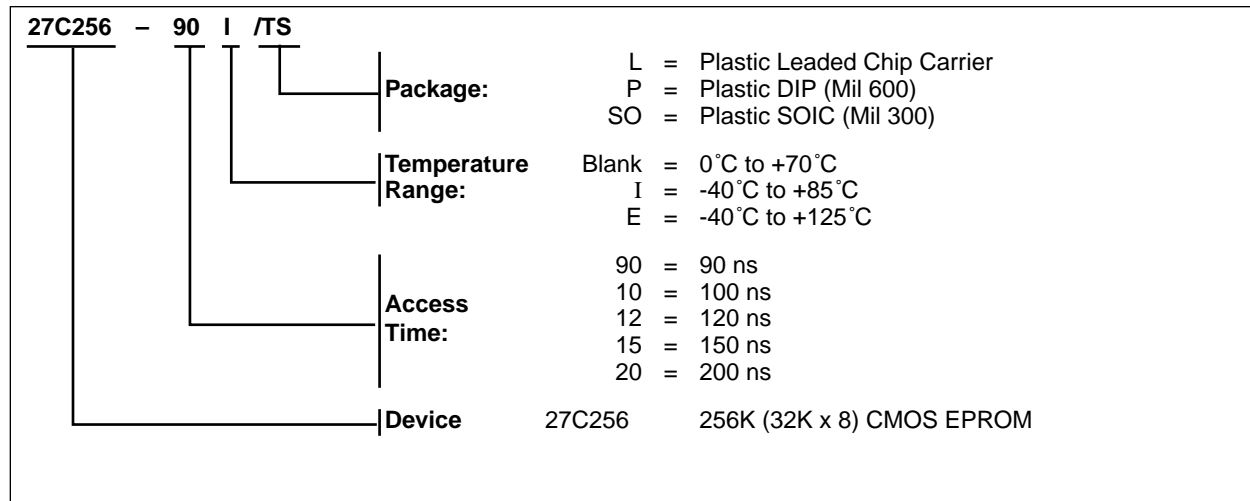 27C256 – 90 I /TS
Package: L = Plastic Leaded Chip Carrier
P = Plastic DIP (Mil 600)
SO = Plastic SOIC (Mil 300)
Temperature Range: Blank = 0˚C to +70˚C
I = -40˚C to +85˚C
E = -40˚C to +125˚C
Access Time: 90 = 90 ns
10 = 100 ns
12 = 120 ns
15 = 150 ns
20 = 200 ns
Device 27C256 256K (32K x 8) CMOS EPROM